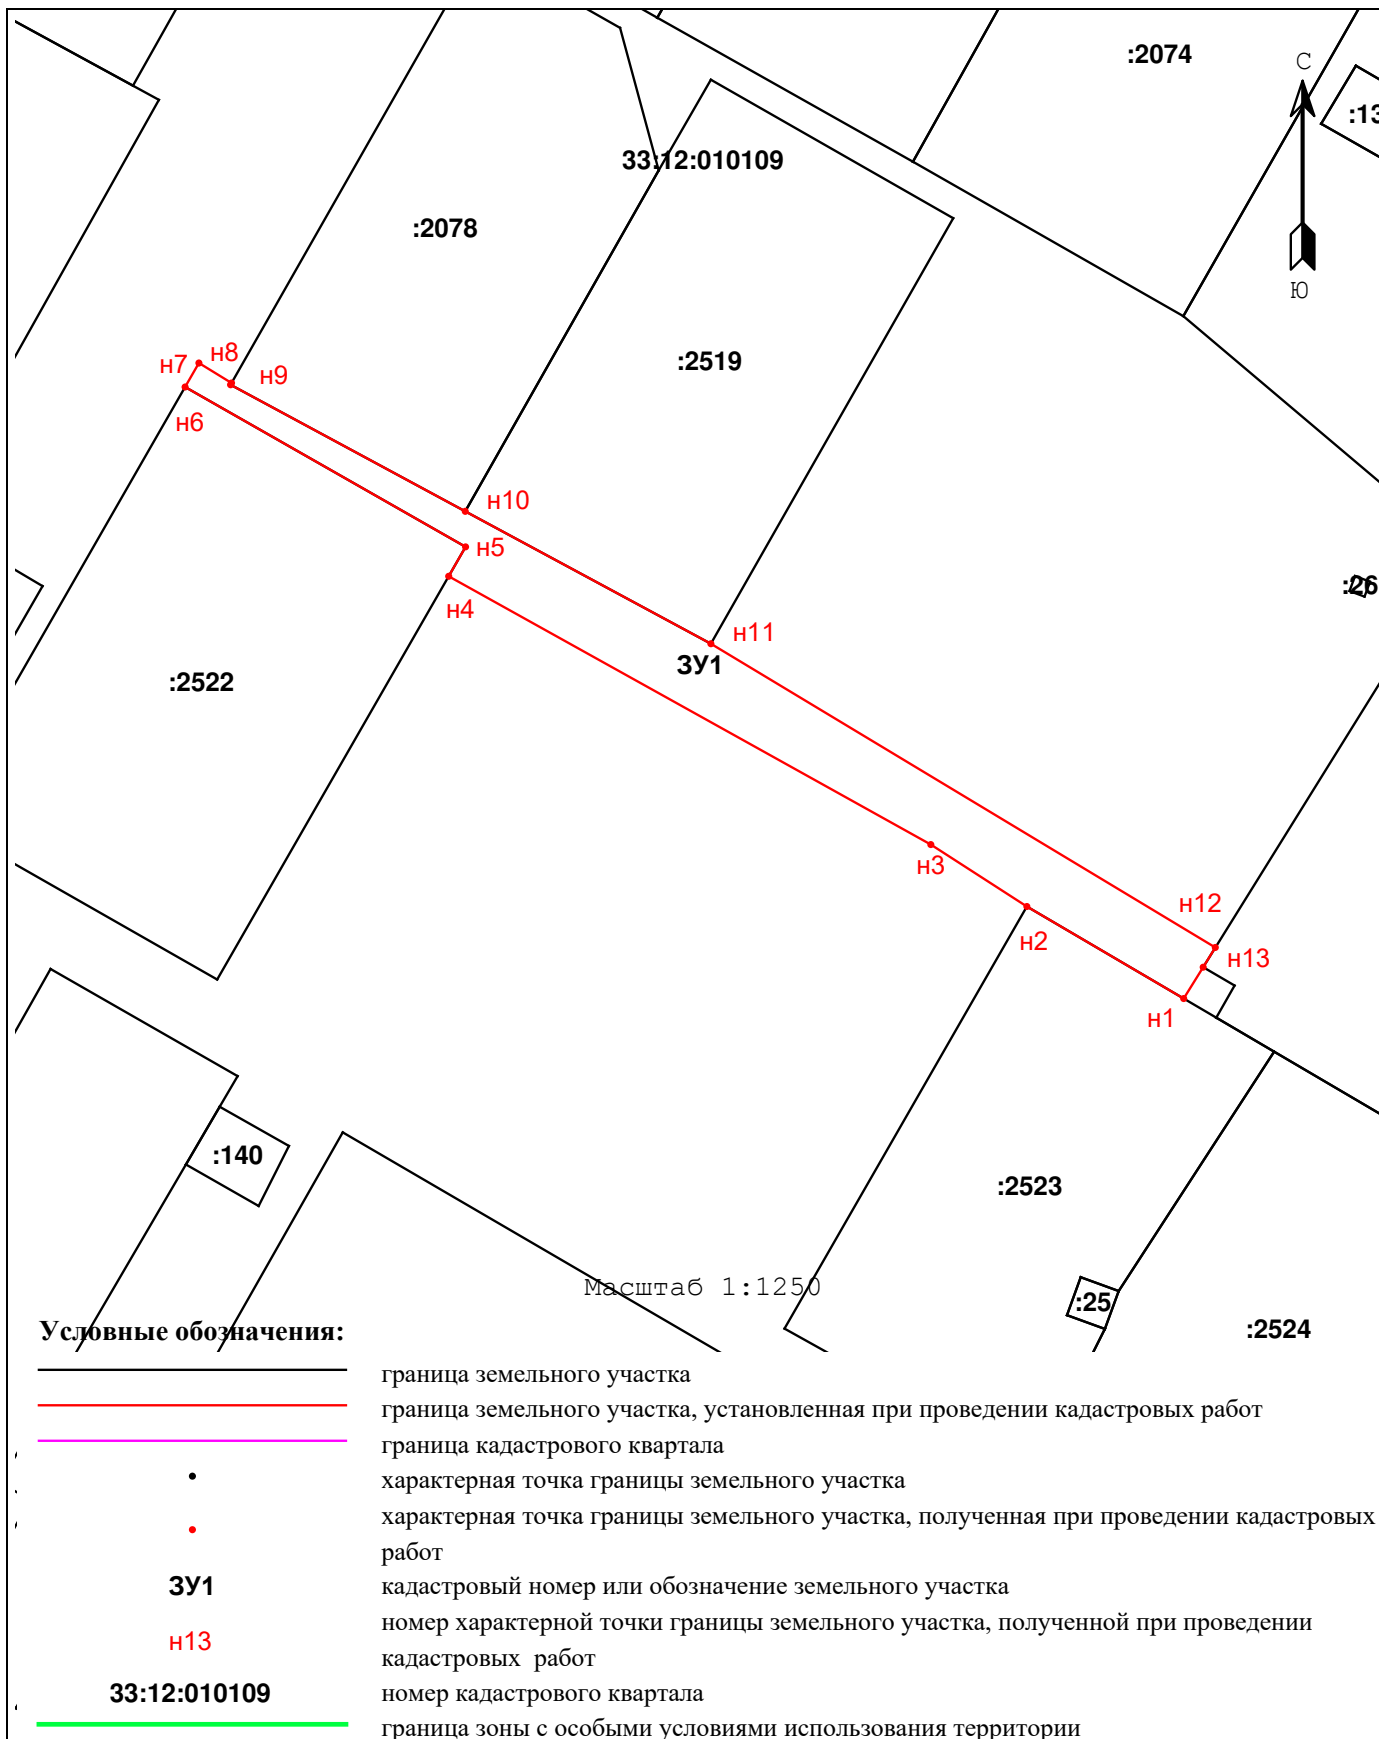 :2074
С
:13
33:12:010109
:2078
Ю
:2519
н7
н8
н9
н6
н10
н5
:26
н4
н11
ЗУ1
:2522
н3
н12
н2
н13
н1
:140
:2523
Масштаб 1:1250
:25
:2524
Условные обозначения:
граница земельного участка
граница земельного участка, установленная при проведении кадастровых работ
граница кадастрового квартала
характерная точка границы земельного участка
характерная точка границы земельного участка, полученная при проведении кадастровых
работ
ЗУ1 кадастровый номер или обозначение земельного участка
номер характерной точки границы земельного участка, полученной при проведении
н13
кадастровых работ
33:12:010109 номер кадастрового квартала
граница зоны с особыми условиями использования территории